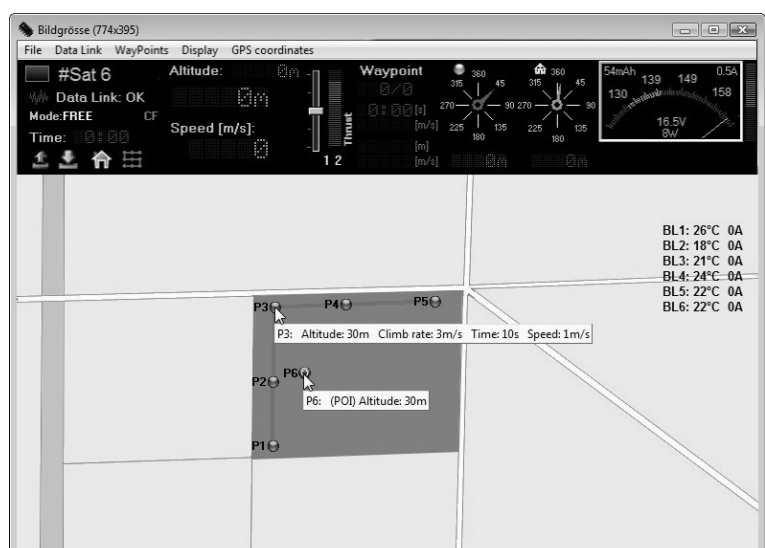 Bildgrösse (774x395)
File Data Link WayPoints Display GPS coordinates
#Sat 6
Data Link: OK
Mode:FREE CF
Time: 0:00
Altitude: 0m
0m
Speed [m/s]:
0
Thrust
1 2
Waypoint
0/0
0:00 [s]
[m/s]
[m]
[m/s]
360
315 45
270 90
225 135
180
0m
360
315 45
270 90
225 135
180
0m
54mAh 0.5A
130 139 149 158
16.5V
8W
BL1: 26°C 0A
BL2: 18°C 0A
BL3: 21°C 0A
BL4: 24°C 0A
BL5: 22°C 0A
BL6: 22°C 0A
P3 P4 P5
P3: Altitude: 30m Climb rate: 3m/s Time: 10s Speed: 1m/s
P2 P6
P6: (POI) Altitude: 30m
P1